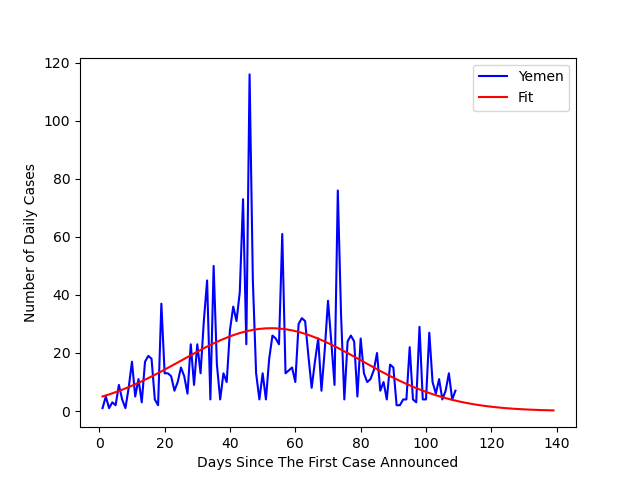 Yemen
Fit
120
100
80
60
40
20
0
0 20 40 60 80 100 120 140
Number of Daily Cases
Days Since The First Case Announced